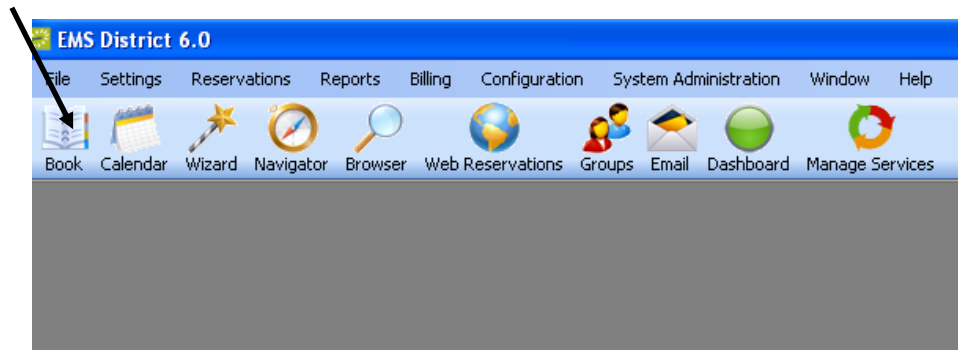 EMS District 6.0
File Settings Reservations Reports Billing Configuration System Administration Window Help
Book Calendar Wizard Navigator Browser Web Reservations Groups Email Dashboard Manage Services